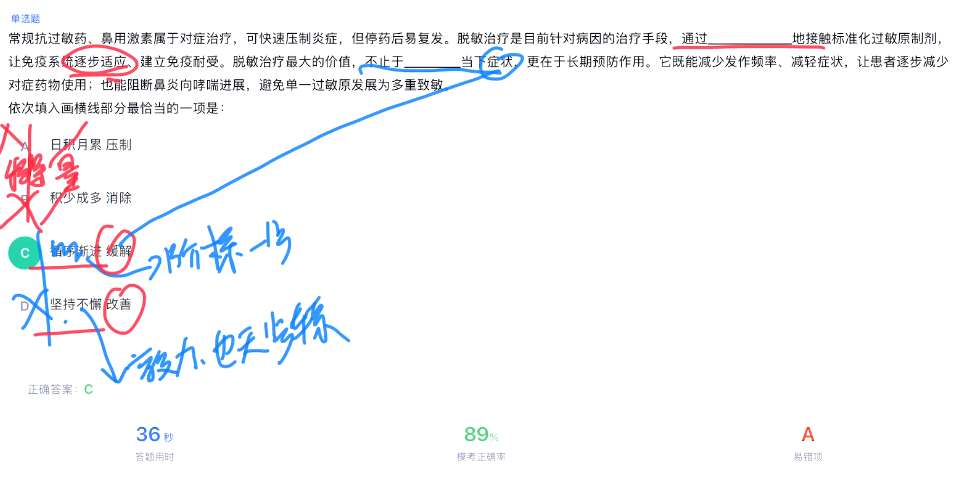 单选题
常规抗过敏药、鼻用激素属于对症治疗，可快速压制炎症，但停药后易复发。脱敏治疗是目前针对病因的治疗手段，通过____________地接触标准化过敏原制剂，
让免疫系统逐步适应、建立免疫耐受。脱敏治疗最大的价值，不止于________当下症状，更在于长期预防作用。它既能减少发作频率、减轻症状，让患者逐步减少
对症药物使用；也能阻断鼻炎向哮喘进展，避免单一过敏原发展为多重致敏。
依次填入画横线部分最恰当的一项是：
A 日积月累 压制
量
B 积少成多 消除
C 循序渐进 缓解
D 坚持不懈 改善
正确答案：C
36秒 89% A
答题用时 模考正确率 易错项